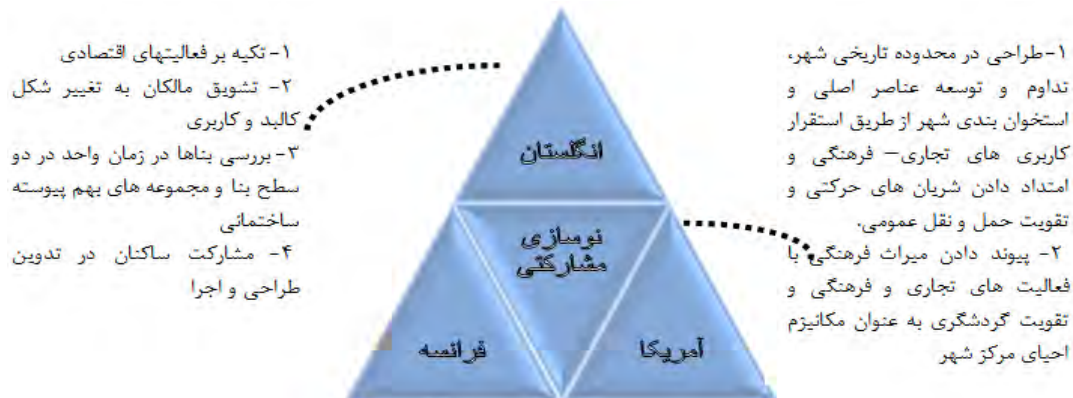 ۱-طراحی در محدوده تاریخی شهر،
تداوم و توسعه عناصر اصلی و
استخوان بندی شهر از طریق استقرار
کاربری های تجاری– فرهنگی و
امتداد دادن شریان های حرکتی و
تقویت حمل و نقل عمومی.
۲- پیوند دادن میراث فرهنگی با
فعالیت های تجاری و فرهنگی و
تقویت گردشگری به عنوان مکانیزم
احیای مرکز شهر
انگلستان
نوسازی
مشارکتی
آمریکا
فرانسه
۱-تکیه بر فعالیتهای اقتصادی
۲- تشویق مالکان به تغییر شکل
کالبد و کاربری
۳-بررسی بناها در زمان واحد در دو
سطح بنا و مجموعه های بهم پیوسته
ساختمانی
۴- مشارکت ساکنان در تدوین
طراحی و اجرا